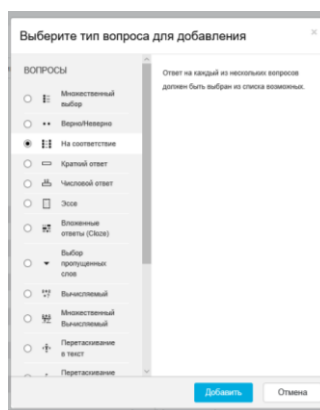 Выберите тип вопроса для добавления
×
ВОПРОСЫ
Множественный
выбор
Верно/Неверно
На соответствие
Краткий ответ
Числовой ответ
Эссе
Вложенные
ответы (Cloze)
Выбор
пропущенных
слов
Вычисляемый
Множественный
Вычисляемый
Перетаскивание
в текст
Перетаскивание
Ответ на каждый из нескольких вопросов
должен быть выбран из списка возможных.
Добавить
Отмена